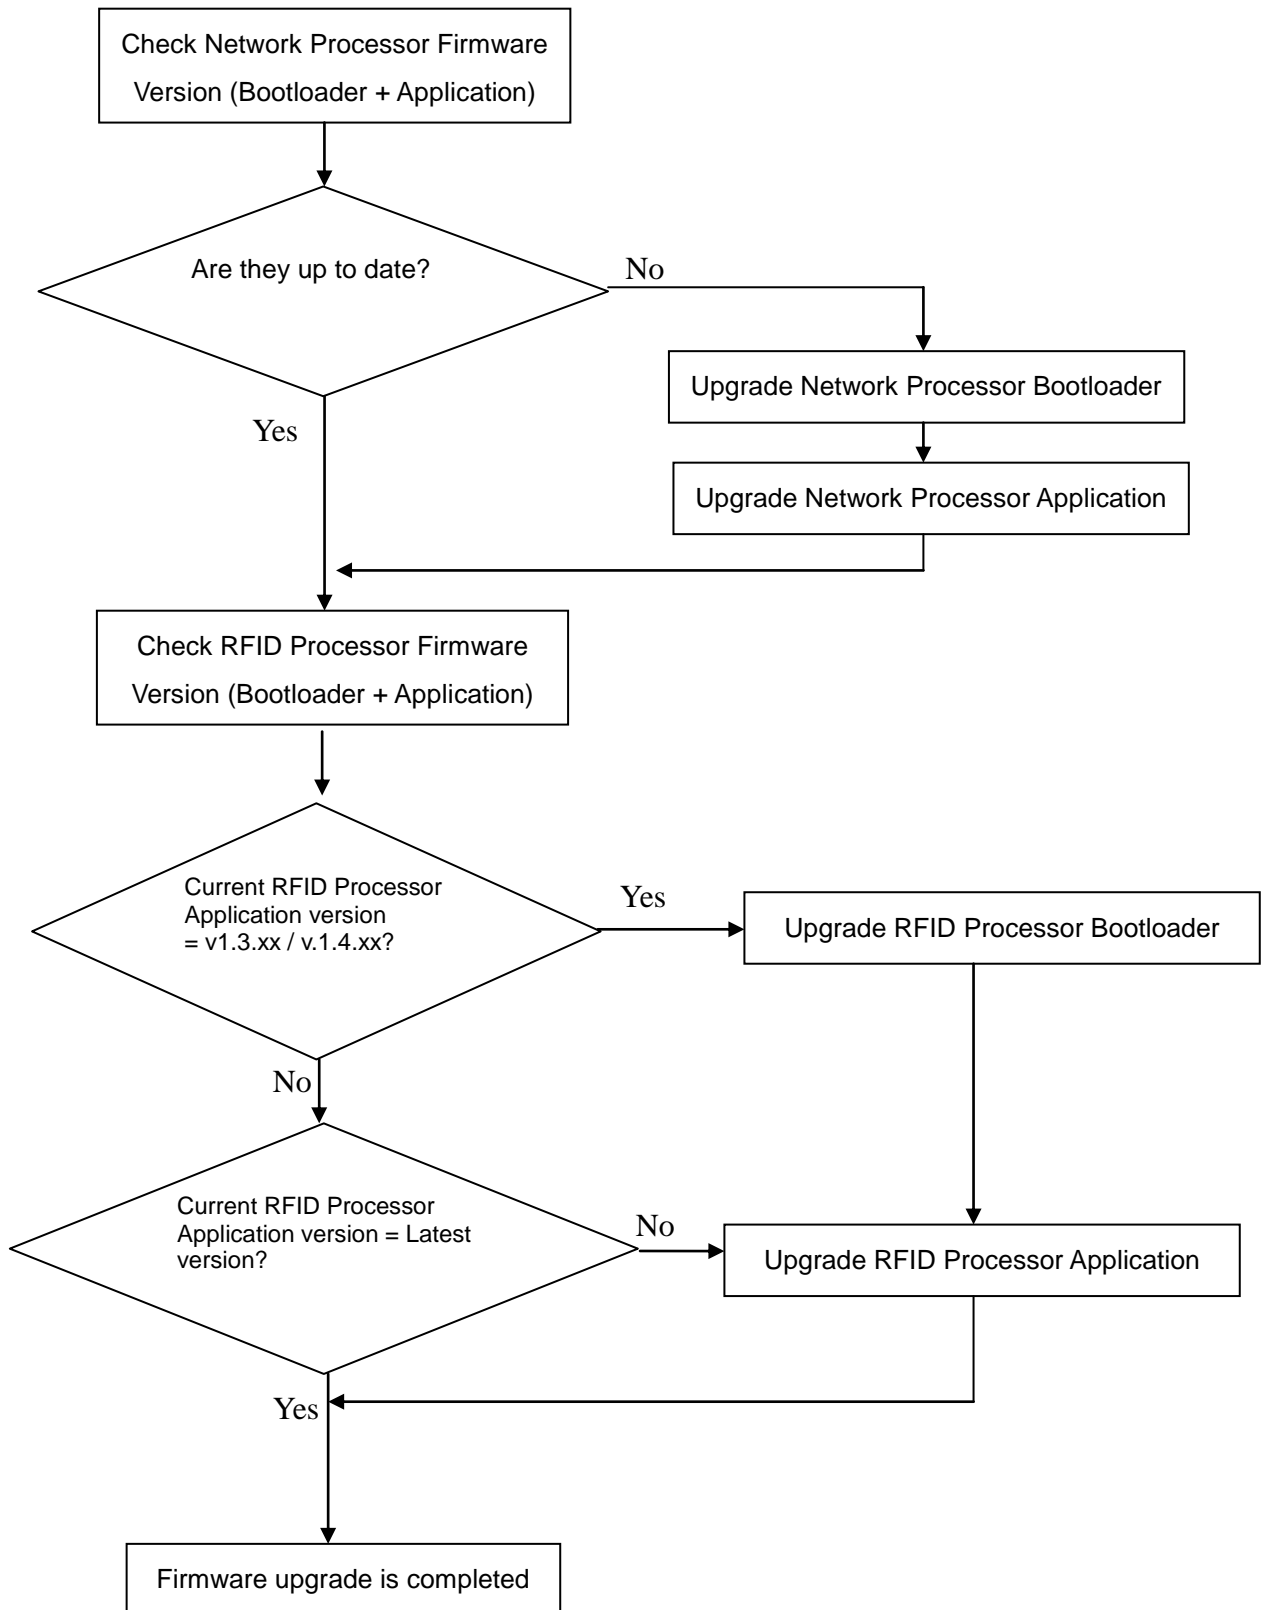 Check Network Processor Firmware
Version (Bootloader + Application)
Are they up to date?
No
Upgrade Network Processor Bootloader
Yes
Upgrade Network Processor Application
Check RFID Processor Firmware
Version (Bootloader + Application)
Current RFID Processor
Application version
= v1.3.xx / v.1.4.xx?
Yes
Upgrade RFID Processor Bootloader
No
Current RFID Processor
Application version = Latest
version?
No
Upgrade RFID Processor Application
Yes
Firmware upgrade is completed